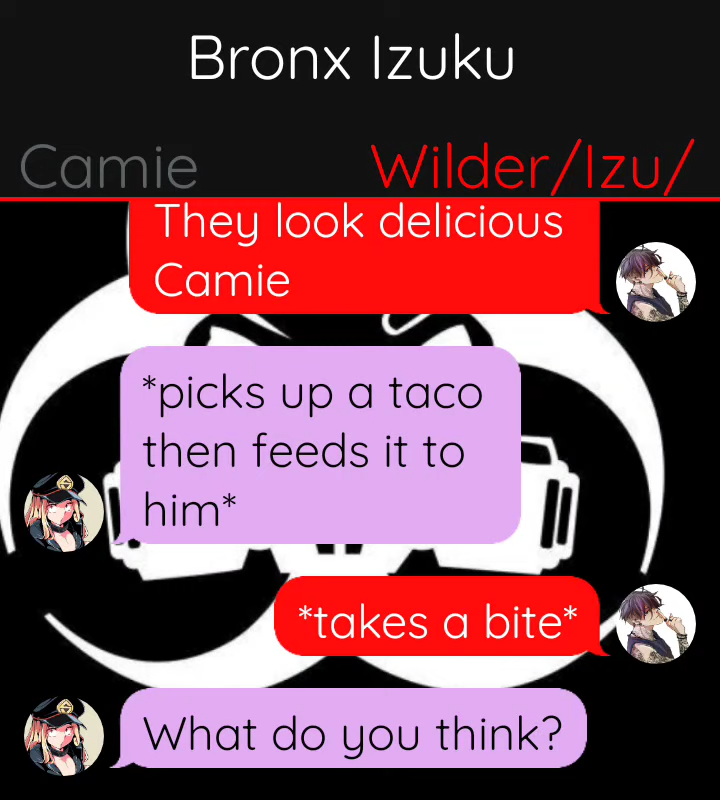 Bronx Izuku
Camie
Wilder/Izu/
They look delicious
Camie
*picks up a taco
then feeds it to
him*
*takes a bite*
What do you think?